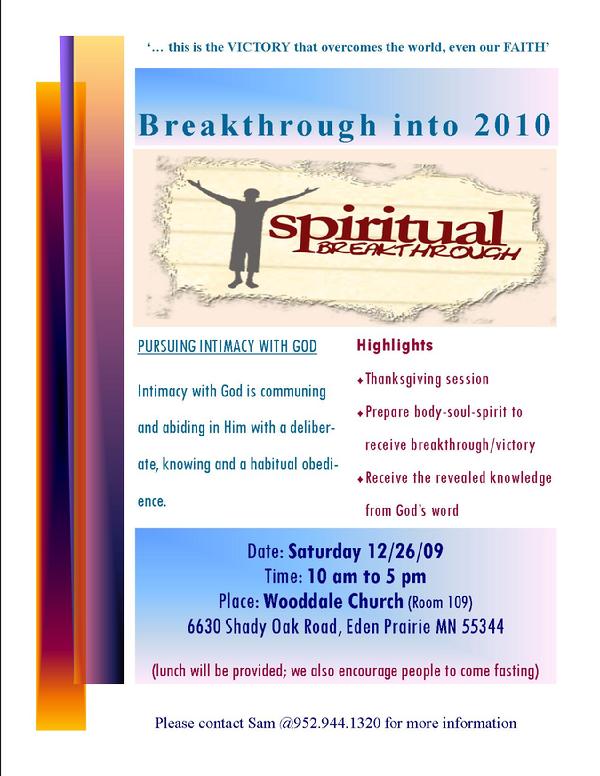 ‘... this is the VICTORY that overcomes the world, even our FAITH’
Breakthrough into 2010
spiritual
BREAKTHROUGH
PURSUING INTIMACY WITH GOD
Intimacy with God is communing
and abiding in Him with a deliber-
ate, knowing and a habitual obedi-
ence.
Highlights
♦Thanksgiving session
♦Prepare body-soul-spirit to
receive breakthrough/victory
♦Receive the revealed knowledge
from God’s word
Date: Saturday 12/26/09
Time: 10 am to 5 pm
Place: Wooddale Church (Room 109)
6630 Shady Oak Road, Eden Prairie MN 55344
(lunch will be provided; we also encourage people to come fasting)
Please contact Sam @952.944.1320 for more information